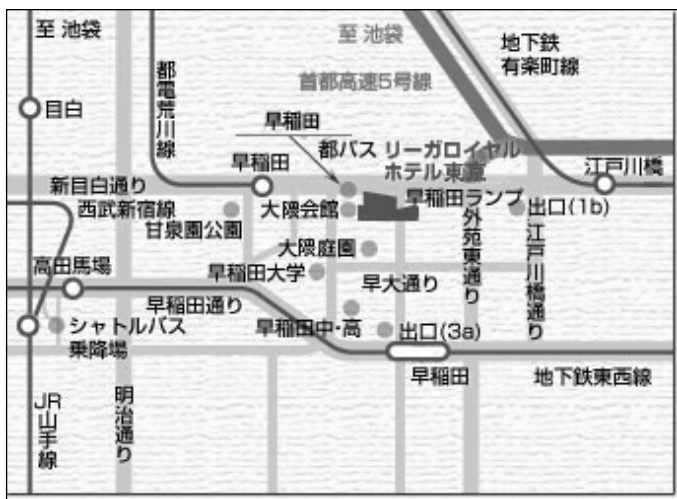 至 池袋
至 池袋
地下鉄
有楽町線
都電荒川線
首都高速5号線
目白
早稲田
都バス
リーガロイヤル
ホテル東京
早稲田
江戸川橋
新目白通り
早稲田ランプ
西武新宿線
大隈会館
出口(1b)
甘泉園公園
外苑東通り
江戸川橋通り
大隈庭園
高田馬場
早稲田大学
早大通り
早稲田通り
シャトルバス
乗降場
早稲田中・高
出口(3a)
早稲田
地下鉄東西線
JR山手線
明治通り